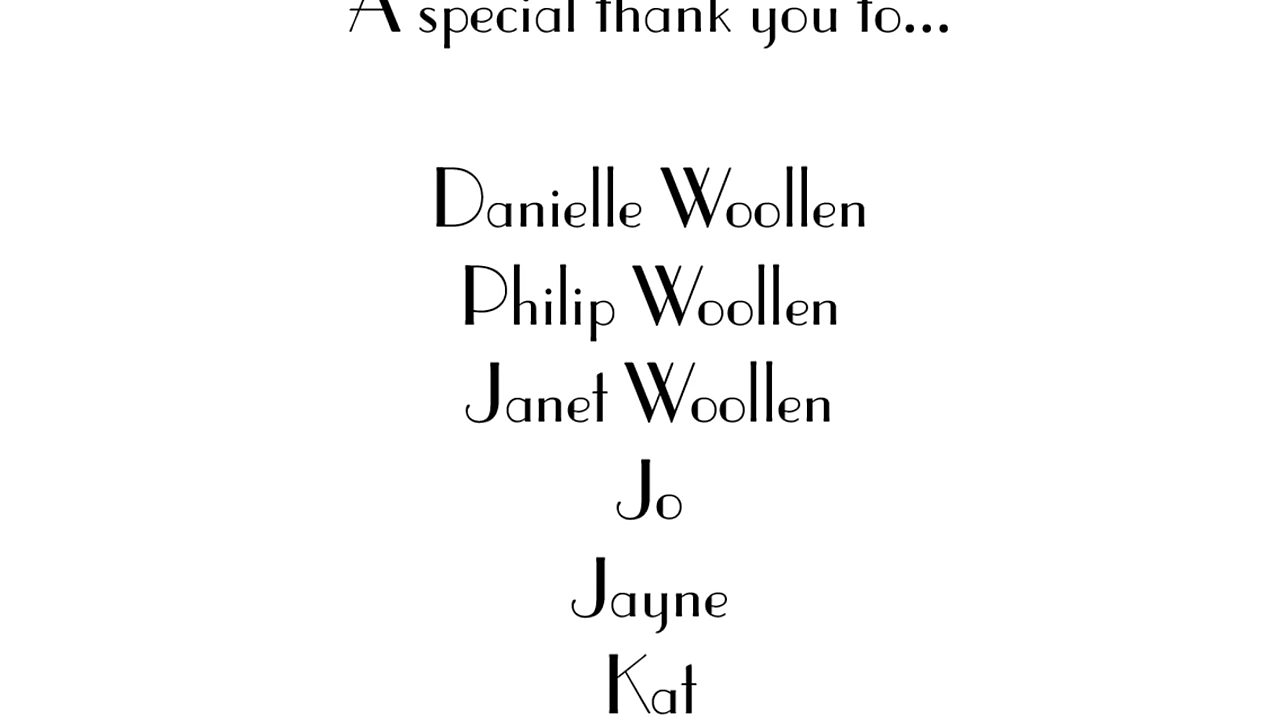 A special thank you to...
Danielle Woollen
Philip Woollen
Janet Woollen
Jo
Jayne
Kat